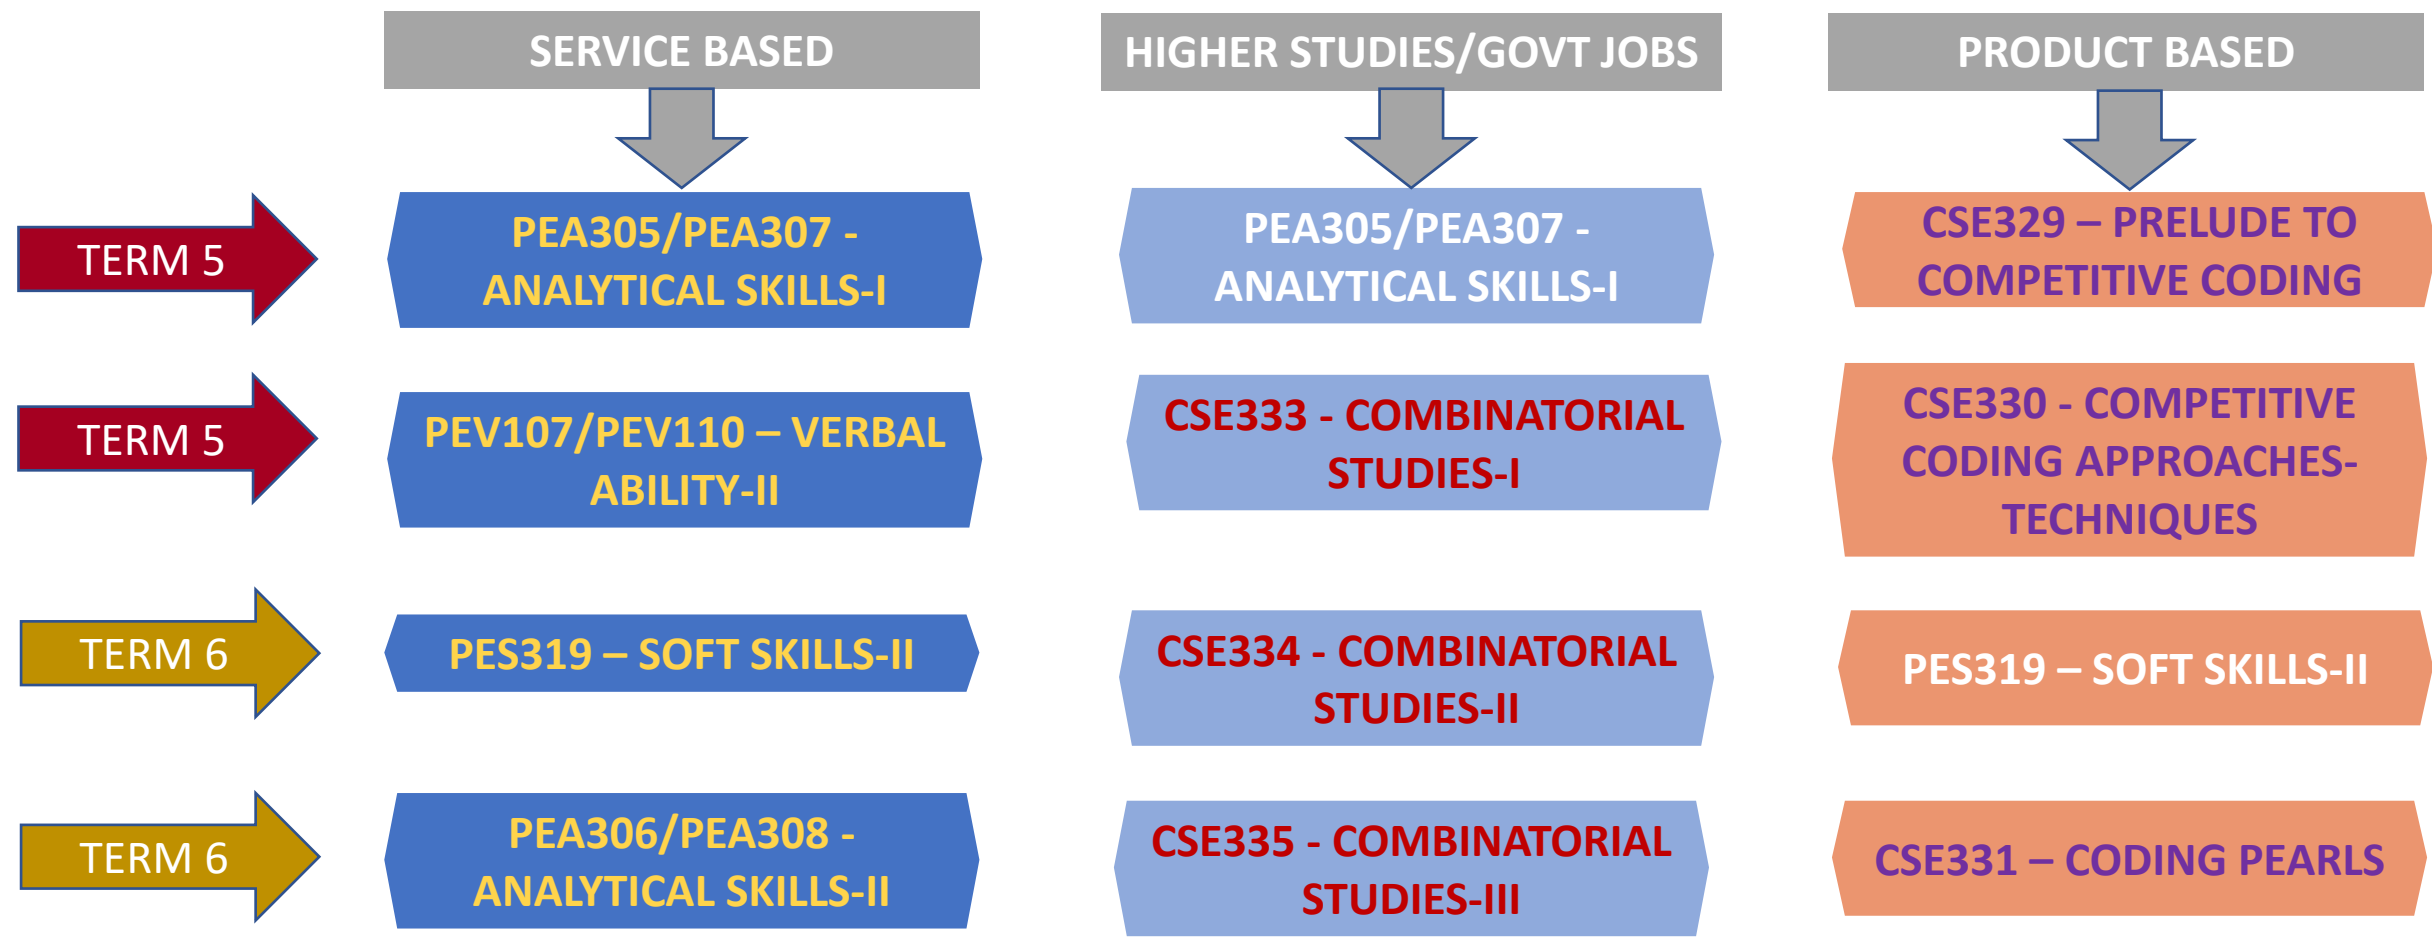 SERVICE BASED
HIGHER STUDIES/GOVT JOBS
PRODUCT BASED
TERM 5
PEA305/PEA307 -
ANALYTICAL SKILLS-I
PEA305/PEA307 -
ANALYTICAL SKILLS-I
CSE329 – PRELUDE TO
COMPETITIVE CODING
TERM 5
PEV107/PEV110 – VERBAL
ABILITY-II
CSE333 - COMBINATORIAL
STUDIES-I
CSE330 - COMPETITIVE
CODING APPROACHES-
TECHNIQUES
TERM 6
PES319 – SOFT SKILLS-II
CSE334 - COMBINATORIAL
STUDIES-II
PES319 – SOFT SKILLS-II
TERM 6
PEA306/PEA308 -
ANALYTICAL SKILLS-II
CSE335 - COMBINATORIAL
STUDIES-III
CSE331 – CODING PEARLS